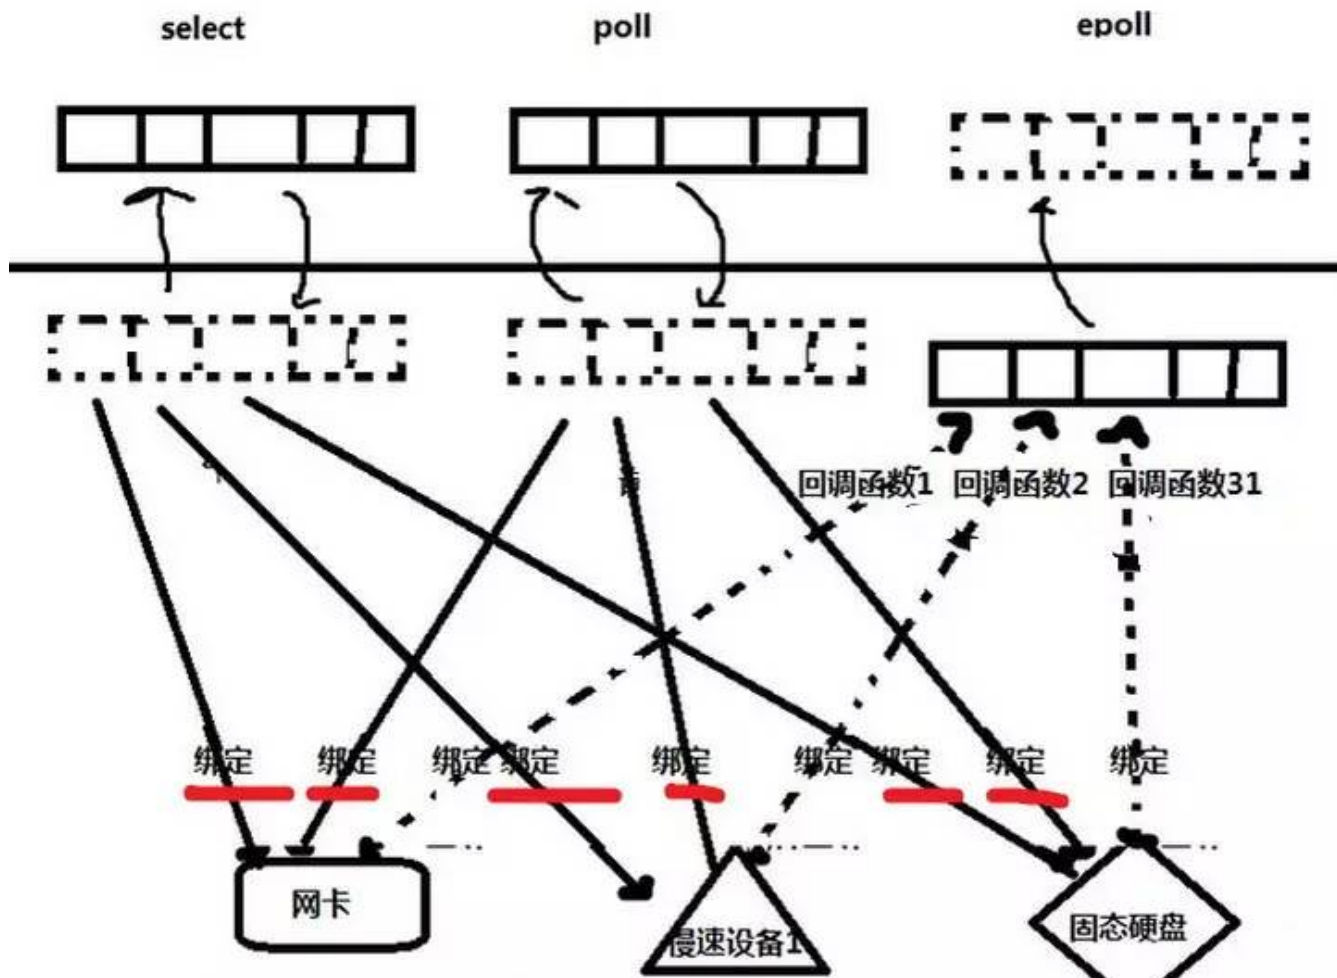 select poll epoll
回调函数1 回调函数2 回调函数31
绑定 绑定 绑定 绑定 绑定 绑定 绑定 绑定 绑定
网卡
慢速设备1
固态硬盘